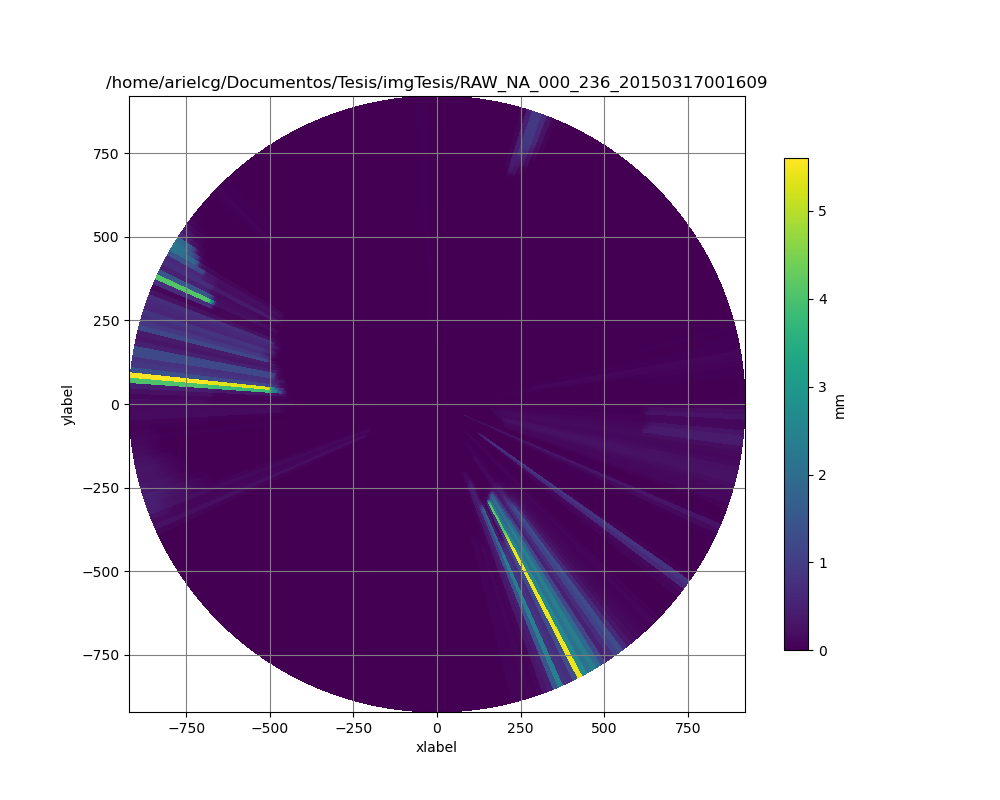 /home/arielcg/Documentos/Tesis/imgTesis/RAW_NA_000_236_20150317001609
750
500
250
0
−250
−500
−750
ylabel
−750 −500 −250 0 250 500 750
xlabel
5
4
3
2
1
0
mm